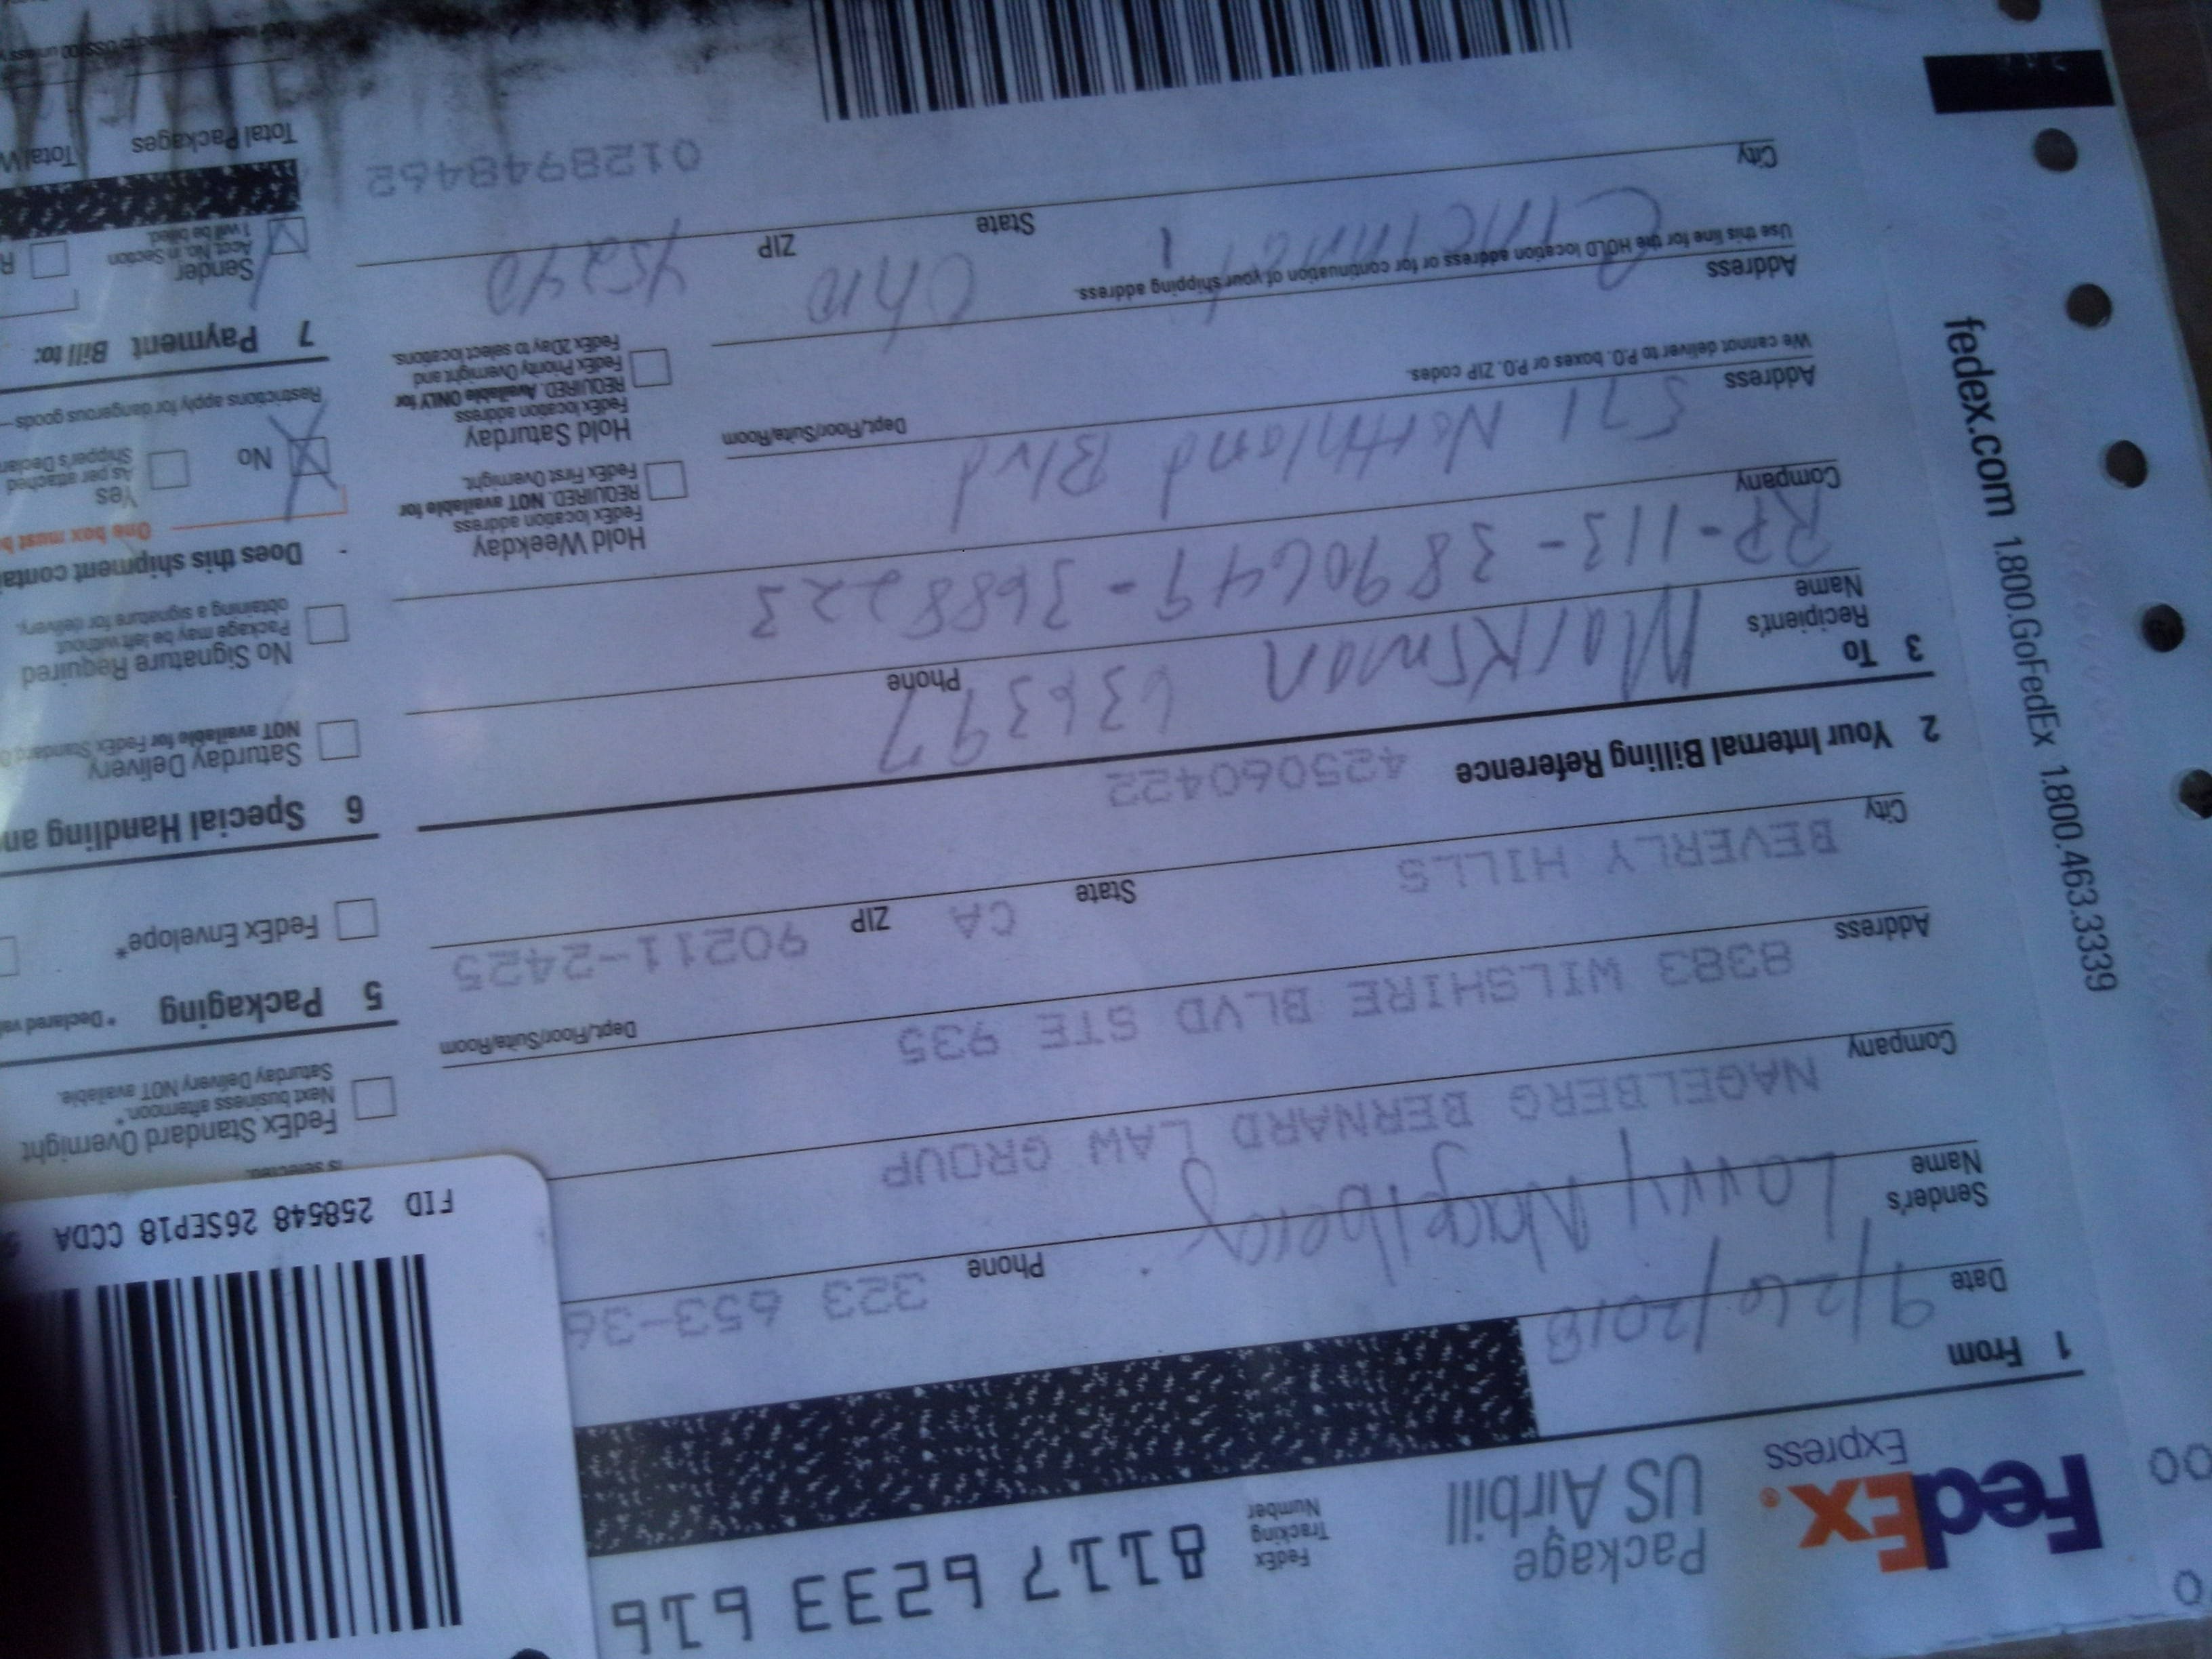 FedEx®
Express
Package
US Airbill
FedEx
Tracking
Number
8117 6233 616
1 From
Date 9/26/2018
Sender's
Name Larry Nagelberg
Phone 323 653-36
Company NAGELBERG BERNARD LAW GROUP
Address 8383 WILSHIRE BLVD STE 935
Dept./Floor/Suite/Room
City BEVERLY HILLS State CA ZIP 90211-2425
2 Your Internal Billing Reference 425060422
3 To
Recipient's
Name Marksman 636397 Phone
Company RP-113-3890649-3688223
Address 571 Northland Blvd
We cannot deliver to P.O. boxes or P.O. ZIP codes.
Dept./Floor/Suite/Room
Address
Use this line for the HOLD location address or for continuation of your shipping address.
City Cincinnati State Ohio ZIP 45240
0128948462
Hold Weekday
FedEx location address
REQUIRED. NOT available for
FedEx First Overnight.
Hold Saturday
FedEx location address
REQUIRED. Available ONLY for
FedEx Priority Overnight and
FedEx 2Day to select locations.
fedex.com 1.800.GoFedEx 1.800.463.3339
FID 258548 26SEP18 CCDA
is selected.
FedEx Standard Overnight
Next business afternoon.*
Saturday Delivery NOT available.
5 Packaging * Declared va
FedEx Envelope*
6 Special Handling an
Saturday Delivery
NOT available for FedEx Standard O
No Signature Required
Package may be left without
obtaining a signature for delivery.
Does this shipment contai
One box must b
No
Yes
As per attached
Shipper's Declar
Restrictions apply for dangerous goods —
7 Payment Bill to:
Sender
Acct. No. in Section
1 will be billed.
R
Total Packages Total W